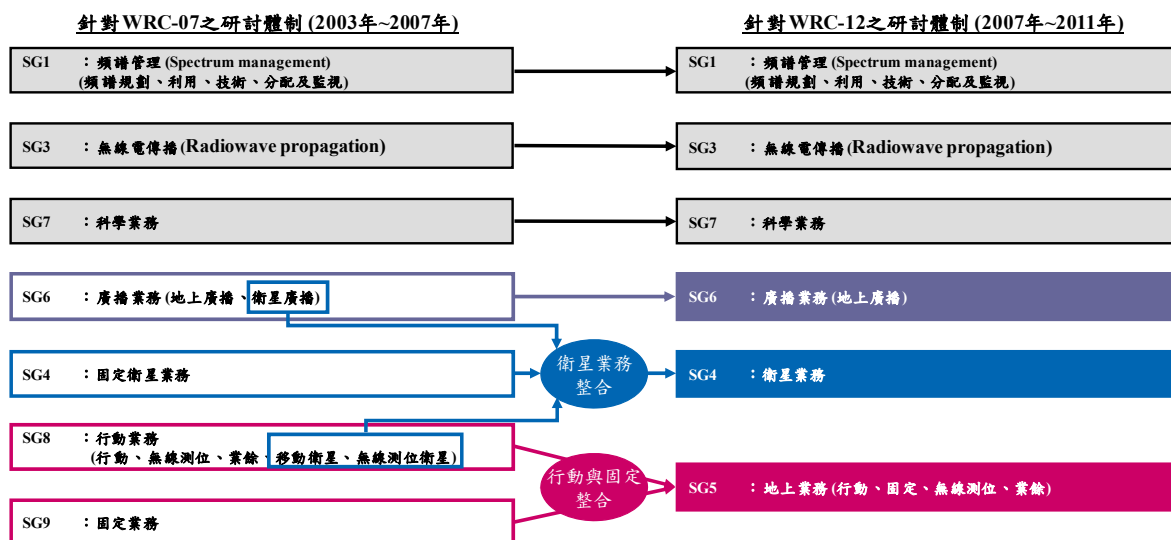 針對WRC-07之研討體制 (2003年~2007年)
SG1 ：頻譜管理 (Spectrum management)
(頻譜規劃、利用、技術、分配及監視)
SG3 ：無線電傳播 (Radiowave propagation)
SG7 ：科學業務
SG6 ：廣播業務 (地上廣播、衛星廣播)
SG4 ：固定衛星業務
SG8 ：行動業務
(行動、無線測位、業餘、移動衛星、無線測位衛星)
SG9 ：固定業務
衛星業務
整合
行動與固定
整合
針對WRC-12之研討體制 (2007年~2011年)
SG1 ：頻譜管理 (Spectrum management)
(頻譜規劃、利用、技術、分配及監視)
SG3 ：無線電傳播 (Radiowave propagation)
SG7 ：科學業務
SG6 ：廣播業務 (地上廣播)
SG4 ：衛星業務
SG5 ：地上業務 (行動、固定、無線測位、業餘)